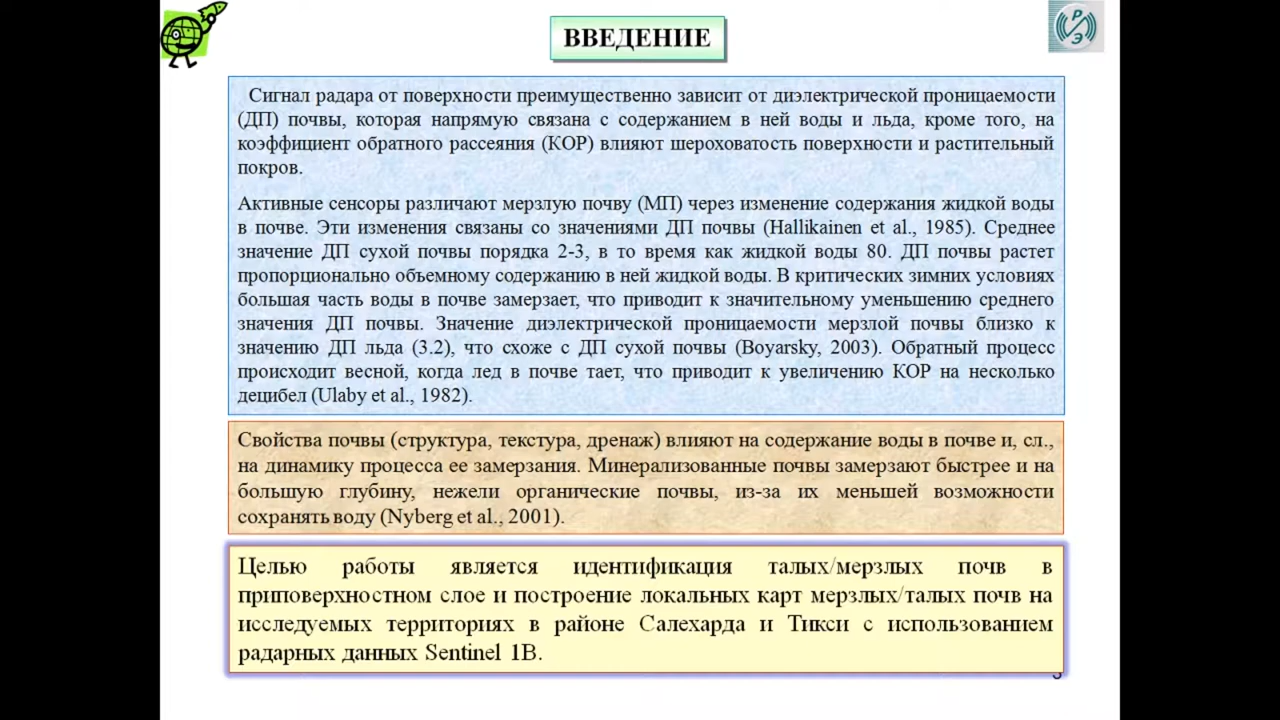 ВВЕДЕНИЕ
Р
Э
Сигнал радара от поверхности преимущественно зависит от диэлектрической проницаемости
(ДП) почвы, которая напрямую связана с содержанием в ней воды и льда, кроме того, на
коэффициент обратного рассеяния (КОР) влияют шероховатость поверхности и растительный
покров.
Активные сенсоры различают мерзлую почву (МП) через изменение содержания жидкой воды
в почве. Эти изменения связаны со значениями ДП почвы (Hallikainen et al., 1985). Среднее
значение ДП сухой почвы порядка 2-3, в то время как жидкой воды 80. ДП почвы растет
пропорционально объемному содержанию в ней жидкой воды. В критических зимних условиях
большая часть воды в почве замерзает, что приводит к значительному уменьшению среднего
значения ДП почвы. Значение диэлектрической проницаемости мерзлой почвы близко к
значению ДП льда (3.2), что схоже с ДП сухой почвы (Boyarsky, 2003). Обратный процесс
происходит весной, когда лед в почве тает, что приводит к увеличению КОР на несколько
децибел (Ulaby et al., 1982).
Свойства почвы (структура, текстура, дренаж) влияют на содержание воды в почве и, сл.,
на динамику процесса ее замерзания. Минерализованные почвы замерзают быстрее и на
большую глубину, нежели органические почвы, из-за их меньшей возможности
сохранять воду (Nyberg et al., 2001).
Целью работы является идентификация талых/мерзлых почв в
приповерхностном слое и построение локальных карт мерзлых/талых почв на
исследуемых территориях в районе Салехарда и Тикси с использованием
радарных данных Sentinel 1B.